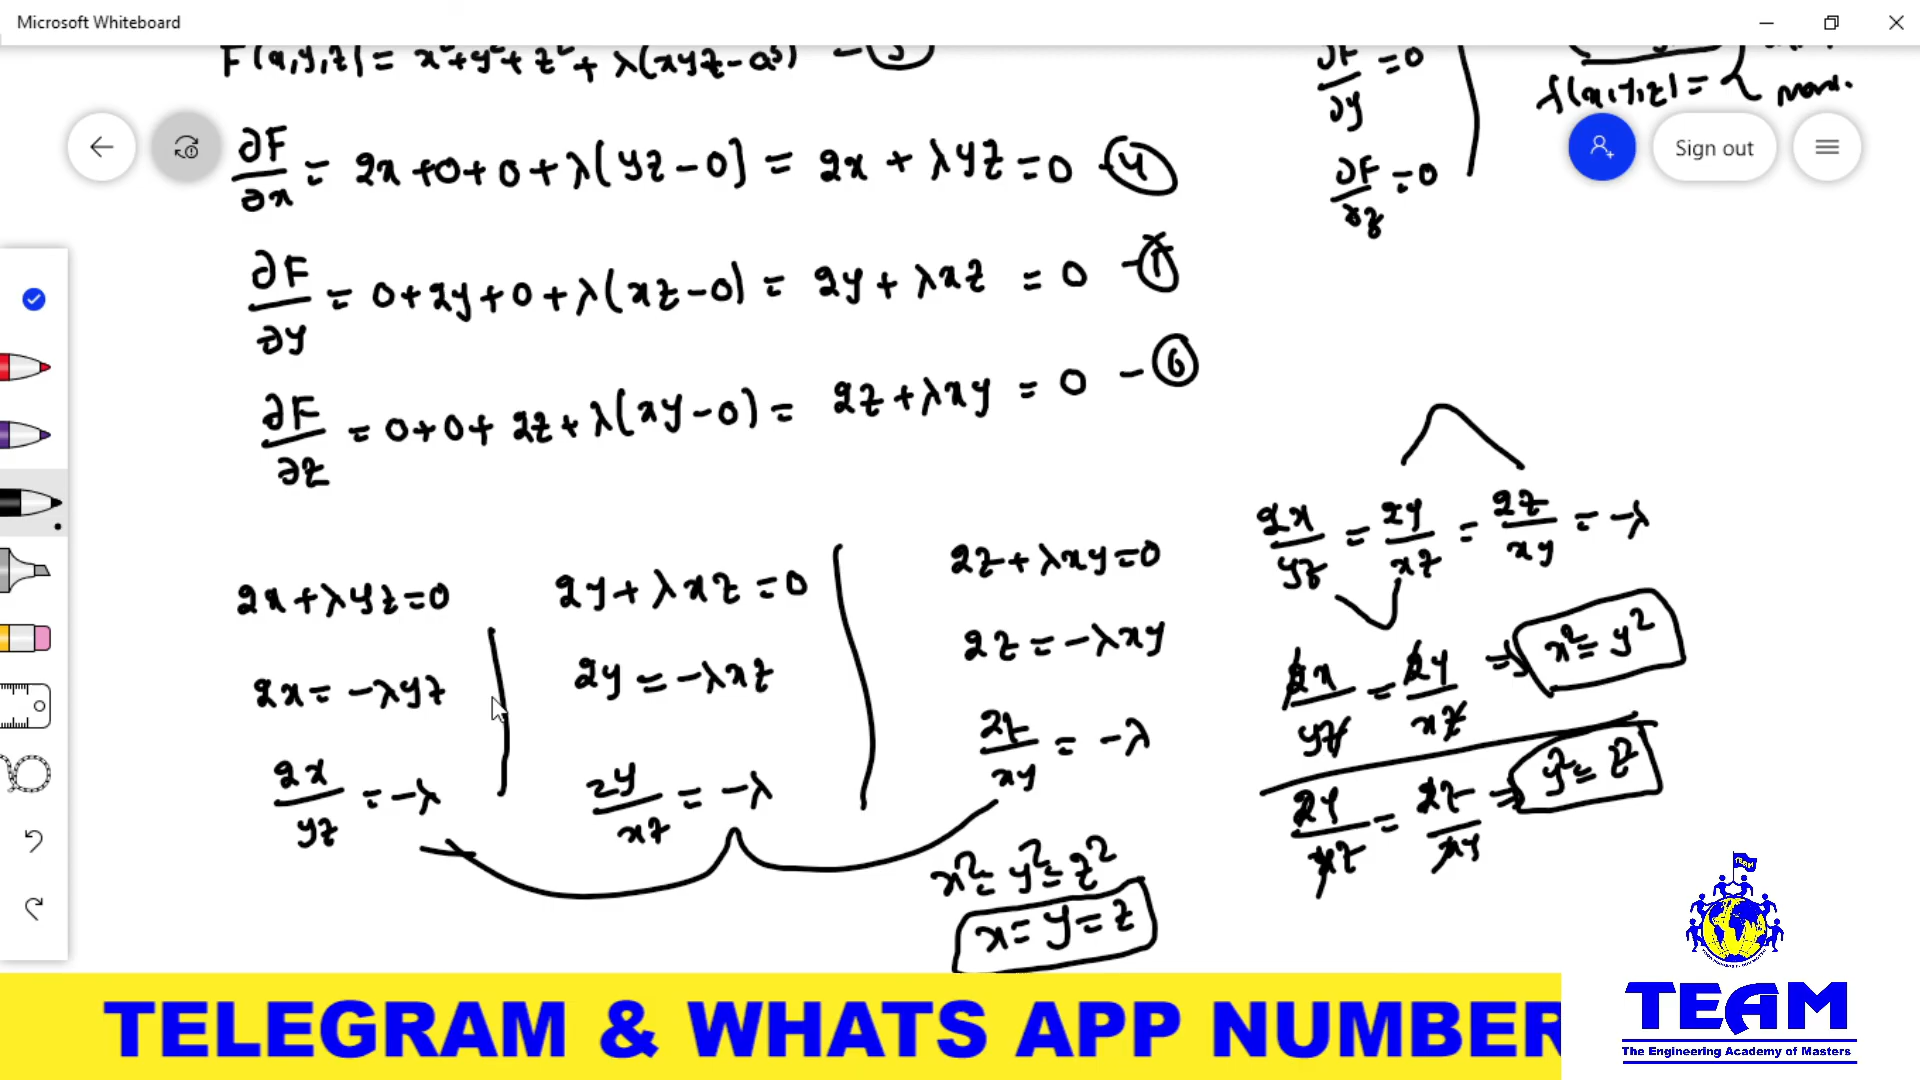 Microsoft Whiteboard
F(x,y,z) = x²+y²+z²+ λ(xyz-a³) - ③
∂F/∂y = 0
f(x,y,z) =
∂F/∂x = 2x+0+0+λ(yz-0) = 2x + λyz = 0 - ④
∂F/∂z = 0
Sign out
∂F/∂y = 0+2y+0+λ(xz-0) = 2y+λxz = 0 - ⑤
∂F/∂z = 0+0+2z+λ(xy-0) = 2z+λxy = 0 - ⑥
2x+λyz=0
2x = -λyz
2x/yz = -λ
2y+λxz=0
2y = -λxz
2y/xz = -λ
2z+λxy=0
2z = -λxy
2z/xy = -λ
x²=y²=z²
x=y=z
2x/yz = 2y/xz = 2z/xy = -λ
2x/yz = 2y/xz ⇒ x²=y²
2y/xz = 2z/xy ⇒ y²=z²
TELEGRAM & WHATS APP NUMBER
TEAM
TEAM
The Engineering Academy of Masters